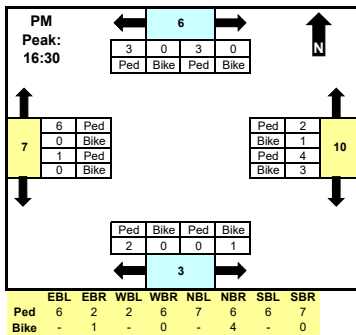 PM
Peak:
16:30
6
N
3 0 3 0
Ped Bike Ped Bike
7
6 Ped
0 Bike
1 Ped
0 Bike
Ped 2
Bike 1
Ped 4
Bike 3
10
Ped Bike Ped Bike
2 0 0 1
3
EBL EBR WBL WBR NBL NBR SBL SBR
Ped 6 2 2 6 7 6 6 7
Bike - 1 - 0 - 4 - 0